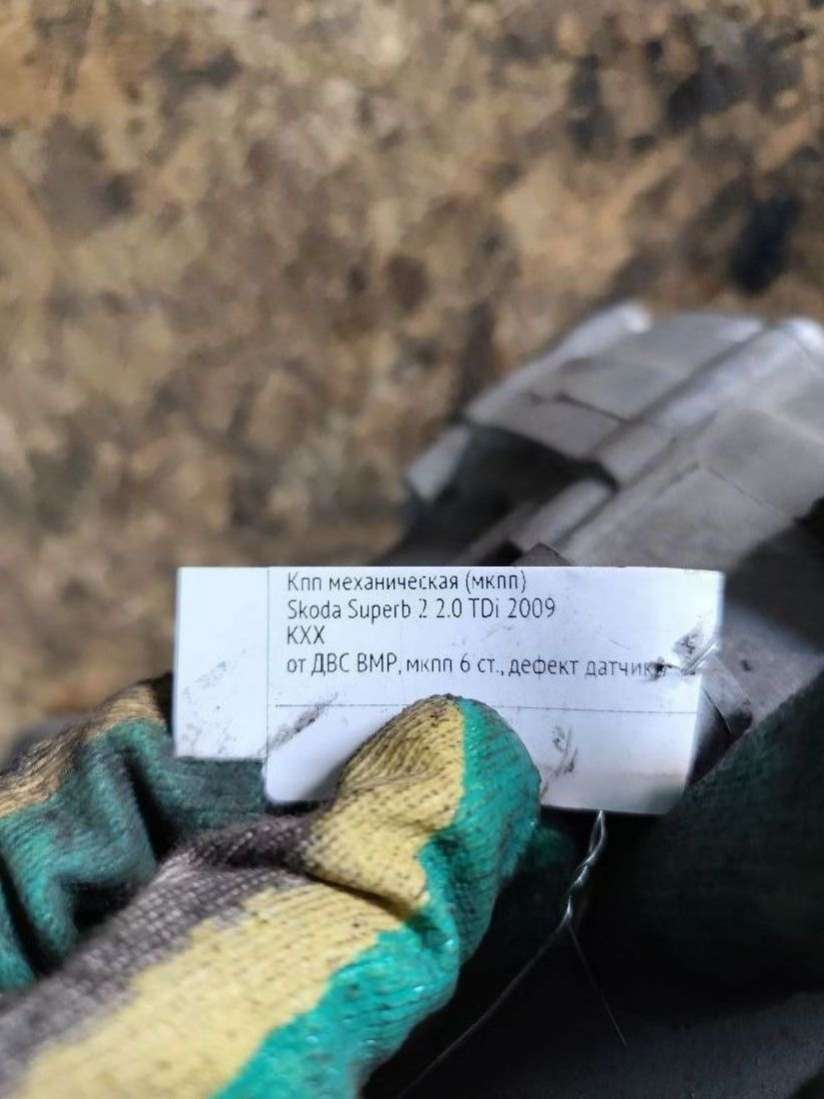 Кпп механическая (мкпп)
Skoda Superb 2 2.0 TDi 2009
KXX
от ДВС BMP, мкпп 6 ст., дефект датчика